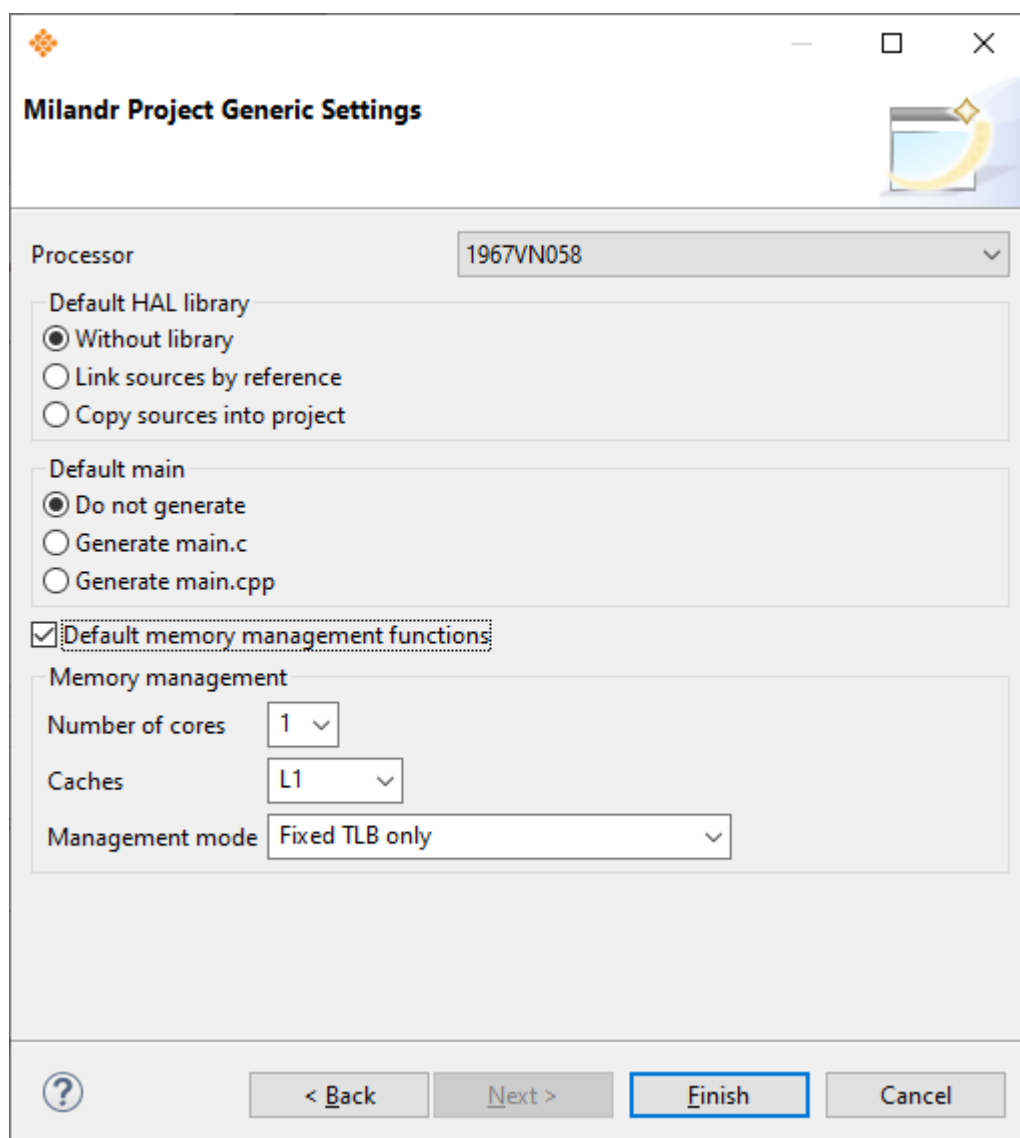 Milandr Project Generic Settings
Processor 1967VN058
Default HAL library
Without library
Link sources by reference
Copy sources into project
Default main
Do not generate
Generate main.c
Generate main.cpp
Default memory management functions
Memory management
Number of cores 1
Caches L1
Management mode Fixed TLB only
? < Back Next > Finish Cancel